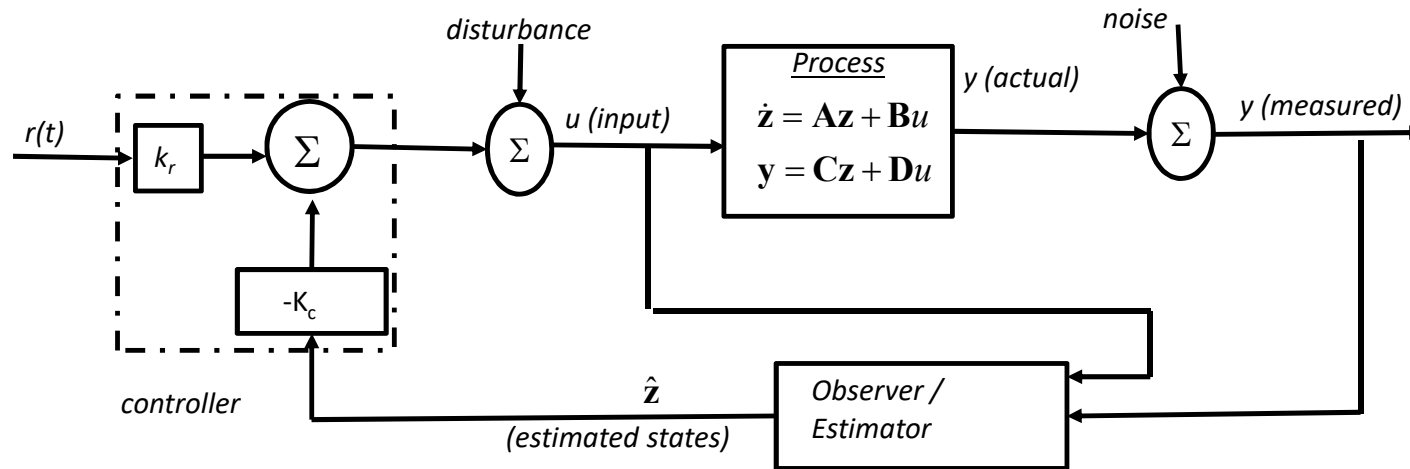 disturbance
noise
r(t)
k_r
Σ
Σ
u (input)
Process
ż = Az + Bu
y = Cz + Du
y (actual)
Σ
y (measured)
-K_c
controller
ẑ
(estimated states)
Observer /
Estimator